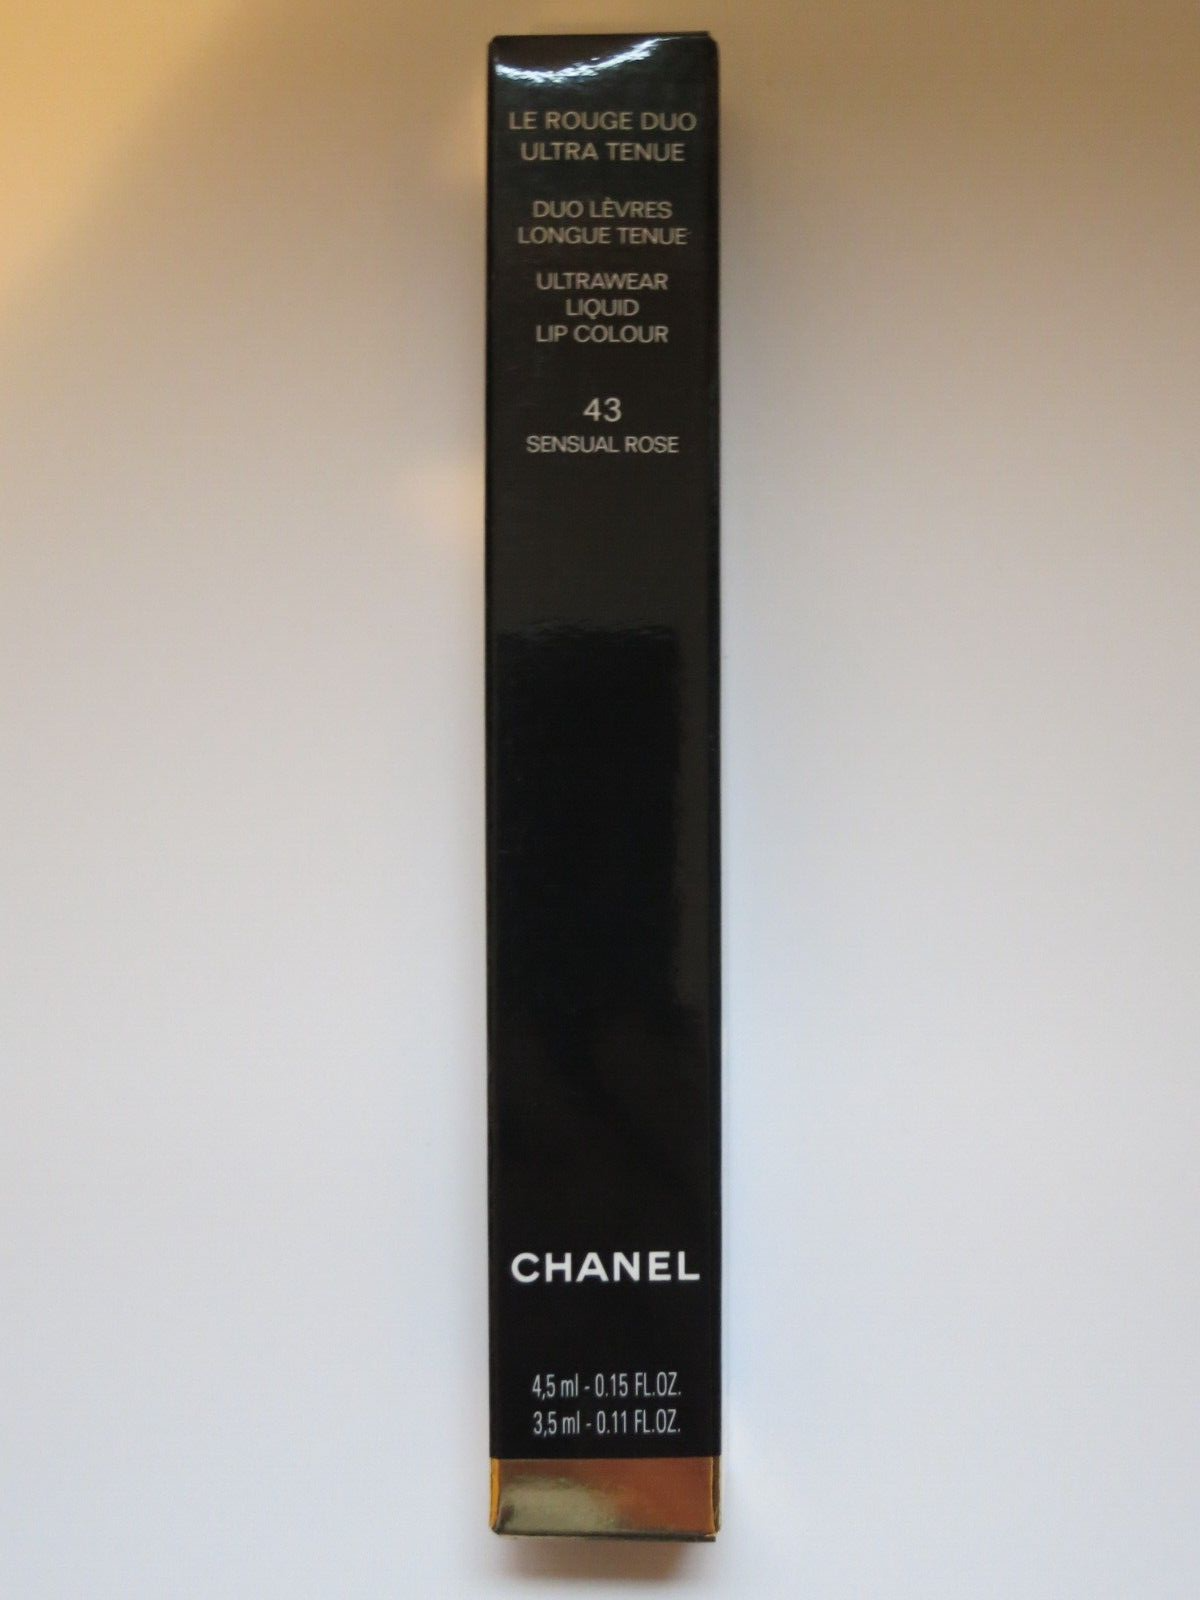 LE ROUGE DUO
ULTRA TENUE
DUO LÈVRES
LONGUE TENUE
ULTRAWEAR
LIQUID
LIP COLOUR
43
SENSUAL ROSE
CHANEL
4,5 ml - 0.15 FL.OZ.
3,5 ml - 0.11 FL.OZ.